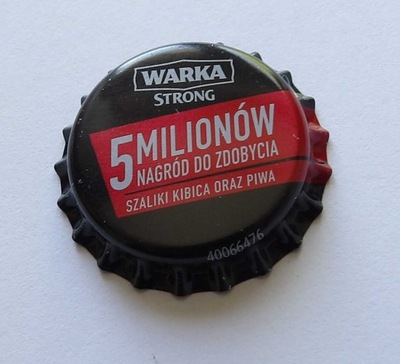 WARKA
STRONG
5 MILIONÓW
NAGRÓD DO ZDOBYCIA
SZALIKI KIBICA ORAZ PIWA
40066476